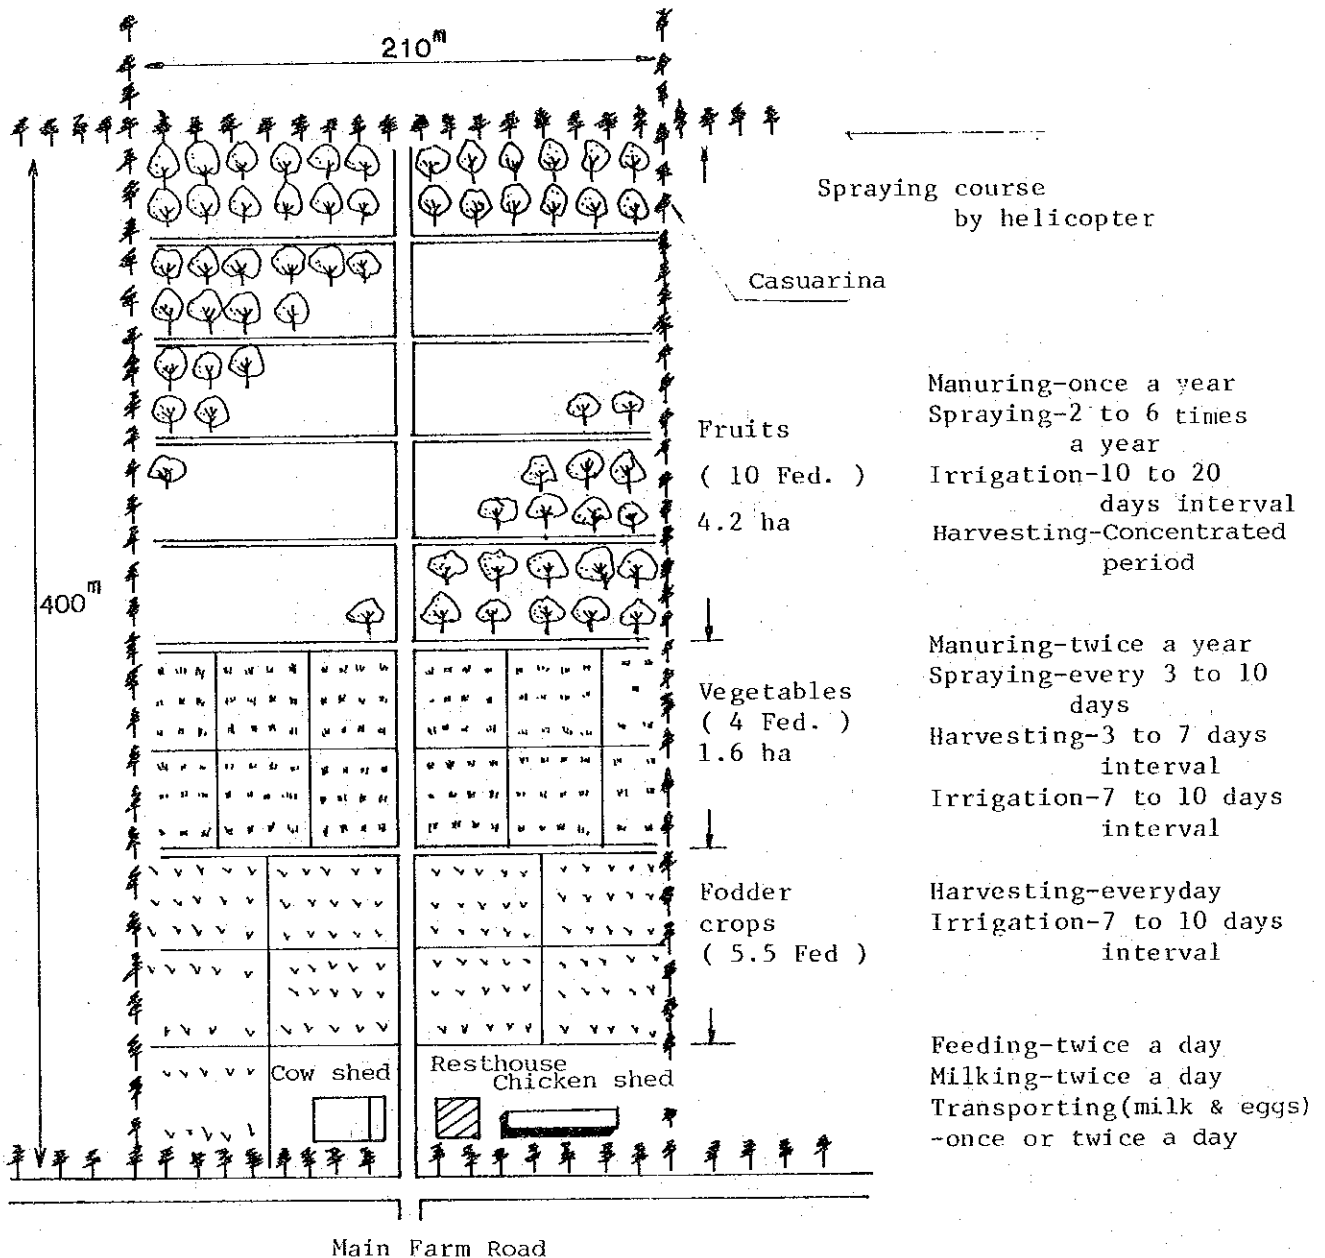 210m
Spraying course
by helicopter
Casuarina
400m
Fruits
( 10 Fed. )
4.2 ha
Manuring-once a year
Spraying-2 to 6 times
a year
Irrigation-10 to 20
days interval
Harvesting-Concentrated
period
Vegetables
( 4 Fed. )
1.6 ha
Manuring-twice a year
Spraying-every 3 to 10
days
Harvesting-3 to 7 days
interval
Irrigation-7 to 10 days
interval
Fodder
crops
( 5.5 Fed )
Harvesting-everyday
Irrigation-7 to 10 days
interval
Cow shed
Resthouse
Chicken shed
Feeding-twice a day
Milking-twice a day
Transporting(milk & eggs)
-once or twice a day
Main Farm Road